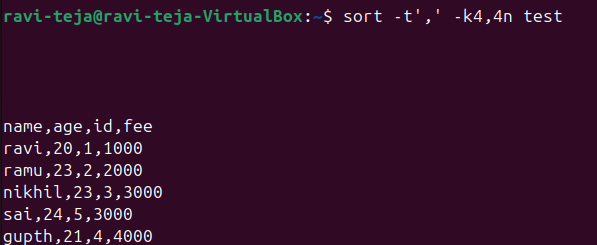 ravi-teja@ravi-teja-VirtualBox:~$ sort -t',' -k4,4n test
name,age,id,fee
ravi,20,1,1000
ramu,23,2,2000
nikhil,23,3,3000
sai,24,5,3000
gupth,21,4,4000